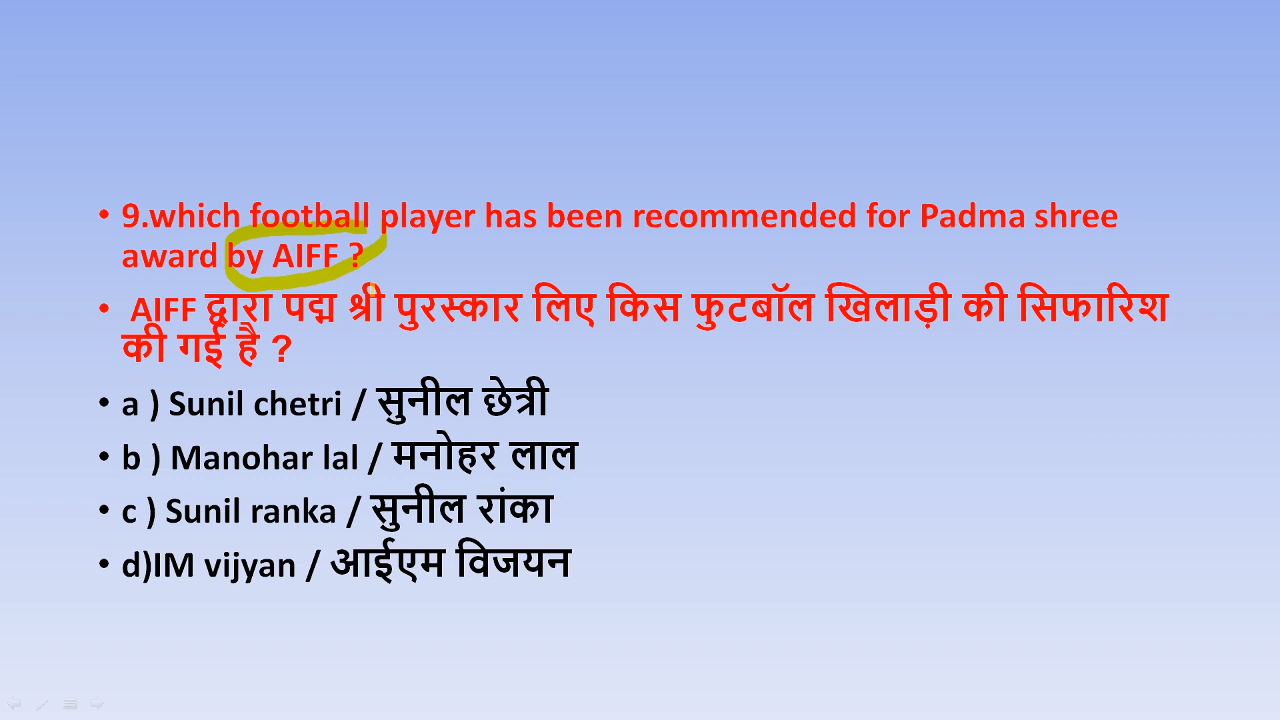 • 9.which football player has been recommended for Padma shree
award by AIFF ?
• AIFF द्वारा पद्म श्री पुरस्कार लिए किस फुटबॉल खिलाड़ी की सिफारिश
की गई है ?
• a ) Sunil chetri / सुनील छेत्री
• b ) Manohar lal / मनोहर लाल
• c ) Sunil ranka / सुनील रांका
• d)IM vijyan / आईएम विजयन